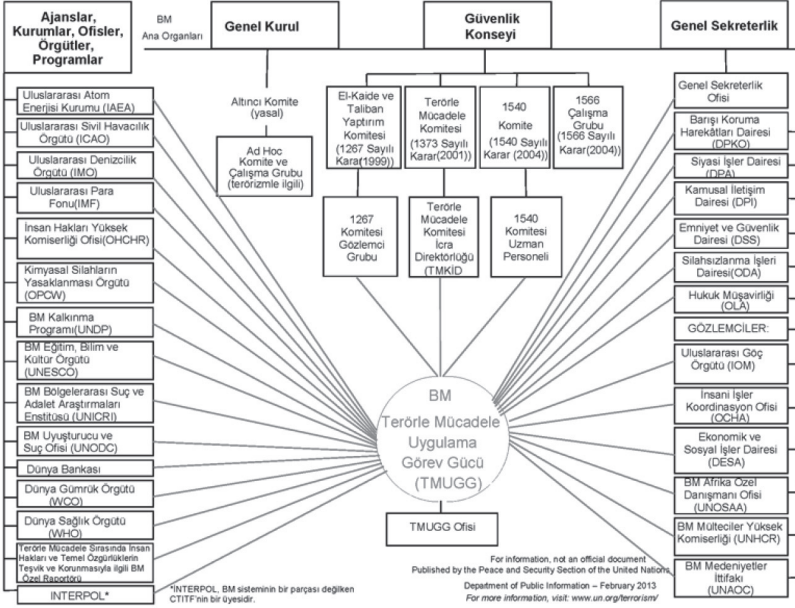 Ajanslar,
Kurumlar, Ofisler,
Örgütler,
Programlar
BM
Ana Organları
Genel Kurul
Güvenlik
Konseyi
Genel Sekreterlik
Uluslararası Atom
Enerjisi Kurumu (IAEA)
Uluslararası Sivil Havacılık
Örgütü (ICAO)
Uluslararası Denizcilik
Örgütü (IMO)
Uluslararası Para
Fonu(IMF)
İnsan Hakları Yüksek
Komiserliği Ofisi(OHCHR)
Kimyasal Silahların
Yasaklanması Örgütü
(OPCW)
BM Kalkınma
Programı(UNDP)
BM Eğitim, Bilim ve
Kültür Örgütü
(UNESCO)
BM Bölgelerarası Suç ve
Adalet Araştırmaları
Enstitüsü (UNICRI)
BM Uyuşturucu ve
Suç Ofisi (UNODC)
Dünya Bankası
Dünya Gümrük Örgütü
(WCO)
Dünya Sağlık Örgütü
(WHO)
Terörle Mücadele Sırasında İnsan
Hakları ve Temel Özgürlüklerin
Teşvik ve Korunmasıyla ilgili BM
Özel Raportörü
INTERPOL*
Altıncı Komite
(yasal)
Ad Hoc
Komite ve
Çalışma Grubu
(terörizmle ilgili)
El-Kaide ve
Taliban
Yaptırım
Komitesi
(1267 Sayılı
Karar(1999))
Terörle
Mücadele
Komitesi
(1373 Sayılı
Karar(2001))
1540
Komite
(1540 Sayılı
Karar (2004))
1566
Çalışma
Grubu
(1566 Sayılı
Karar(2004))
1267
Komitesi
Gözlemci
Grubu
Terörle
Mücadele
Komitesi
İcra
Direktörlüğü
(TMKİD)
1540
Komitesi
Uzman
Personeli
BM
Terörle Mücadele
Uygulama
Görev Gücü
(TMUGG)
TMUGG Ofisi
Genel Sekreterlik
Ofisi
Barışı Koruma
Harekâtları Dairesi
(DPKO)
Siyasi İşler Dairesi
(DPA)
Kamusal İletişim
Dairesi (DPI)
Emniyet ve Güvenlik
Dairesi (DSS)
Silahsızlanma İşleri
Dairesi(ODA)
Hukuk Müşavirliği
(OLA)
GÖZLEMCİLER:
Uluslararası Göç
Örgütü (IOM)
İnsani İşler
Koordinasyon Ofisi
(OCHA)
Ekonomik ve
Sosyal İşler Dairesi
(DESA)
BM Afrika Özel
Danışmanı Ofisi
(UNOSAA)
BM Mülteciler Yüksek
Komiserliği (UNHCR)
BM Medeniyetler
İttifakı
(UNAOC)
*İNTERPOL, BM sisteminin bir parçası değilken
CTITF'nin bir üyesidir.
For information, not an official document
Published by the Peace and Security Section of the United Nations
Department of Public Information – February 2013
For more information, visit: www.un.org/terrorism/